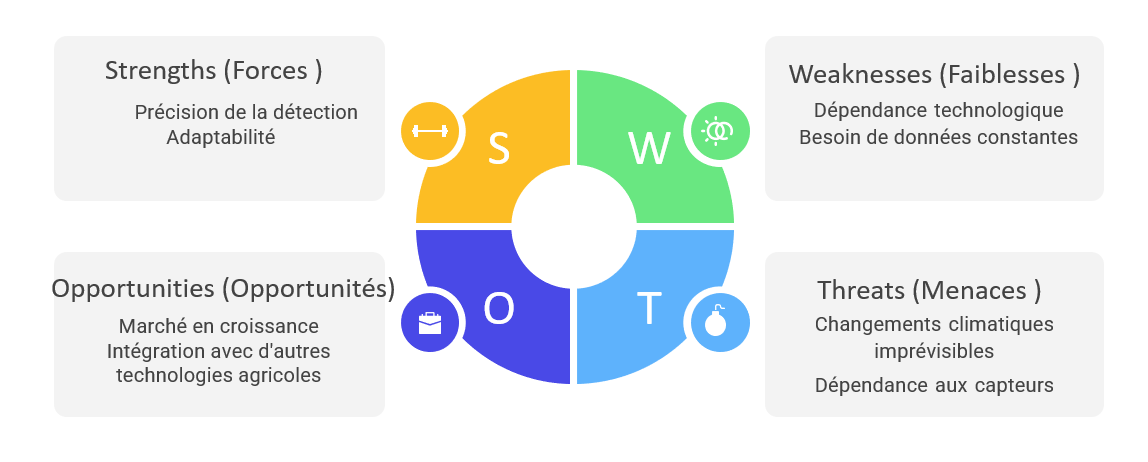 Strengths (Forces )
Précision de la détection
Adaptabilité
Weaknesses (Faiblesses )
Dépendance technologique
Besoin de données constantes
S
W
O
T
Opportunities (Opportunités)
Marché en croissance
Intégration avec d'autres
technologies agricoles
Threats (Menaces )
Changements climatiques
imprévisibles
Dépendance aux capteurs